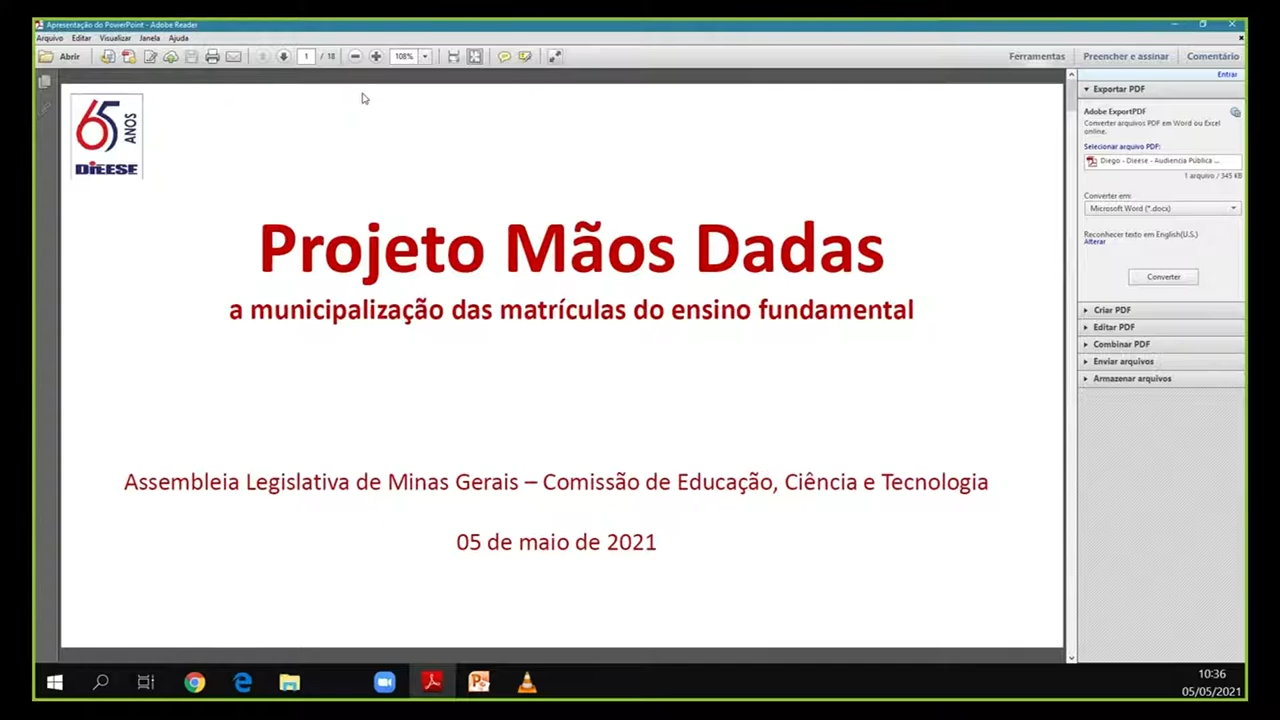 Apresentação do PowerPoint - Adobe Reader
Arquivo Editar Visualizar Janela Ajuda
Abrir 1 / 18 108% Ferramentas Preencher e assinar Comentário
Entrar
Exportar PDF
Adobe ExportPDF
Converter arquivos PDF em Word ou Excel
online.
Selecionar arquivo PDF:
Diego - Dieese - Audiencia Pública ...
1 arquivo / 345 KB
Converter em:
Microsoft Word (*.docx)
Reconhecer texto em English(U.S.)
Alterar
Converter
Criar PDF
Editar PDF
Combinar PDF
Enviar arquivos
Armazenar arquivos
65 ANOS
DIEESE
Projeto Mãos Dadas
a municipalização das matrículas do ensino fundamental
Assembleia Legislativa de Minas Gerais – Comissão de Educação, Ciência e Tecnologia
05 de maio de 2021
10:36
05/05/2021